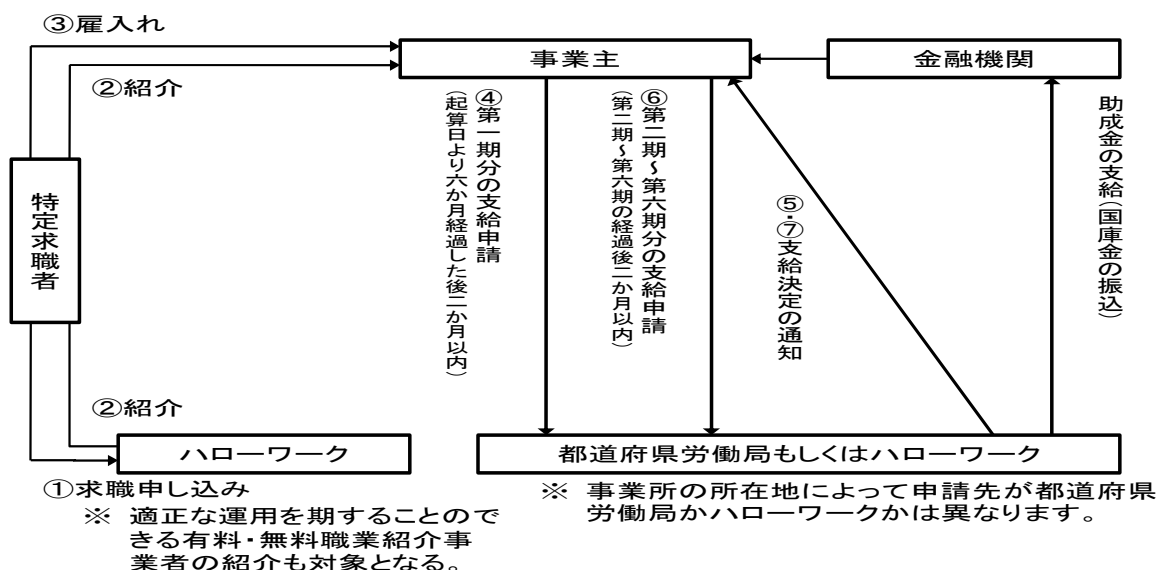 ③雇入れ
事業主
金融機関
②紹介
④第一期分の支給申請
(起算日より六か月経過した後二か月以内)
⑥第二期~第六期分の支給申請
(第二期~第六期の経過後二か月以内)
⑤・⑦支給決定の通知
助成金の支給(国庫金の振込)
特定求職者
②紹介
ハローワーク
都道府県労働局もしくはハローワーク
①求職申し込み
※ 適正な運用を期することので
きる有料・無料職業紹介事
業者の紹介も対象となる。
※ 事業所の所在地によって申請先が都道府県
労働局かハローワークかは異なります。